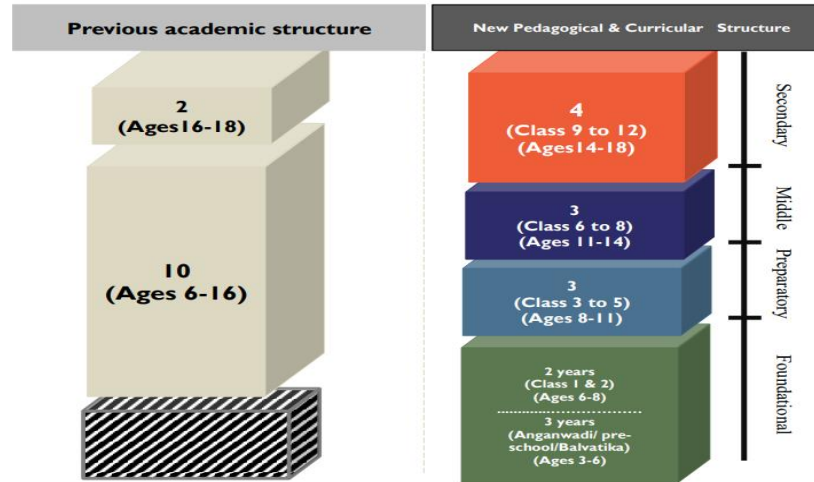 Previous academic structure
2
(Ages16-18)
10
(Ages 6-16)
New Pedagogical & Curricular Structure
4
(Class 9 to 12)
(Ages14-18)
Secondary
3
(Class 6 to 8)
(Ages 11-14)
Middle
3
(Class 3 to 5)
(Ages 8-11)
Preparatory
2 years
(Class 1 & 2)
(Ages 6-8)
3 years
(Anganwadi/ pre-
school/Balvatika)
(Ages 3-6)
Foundational